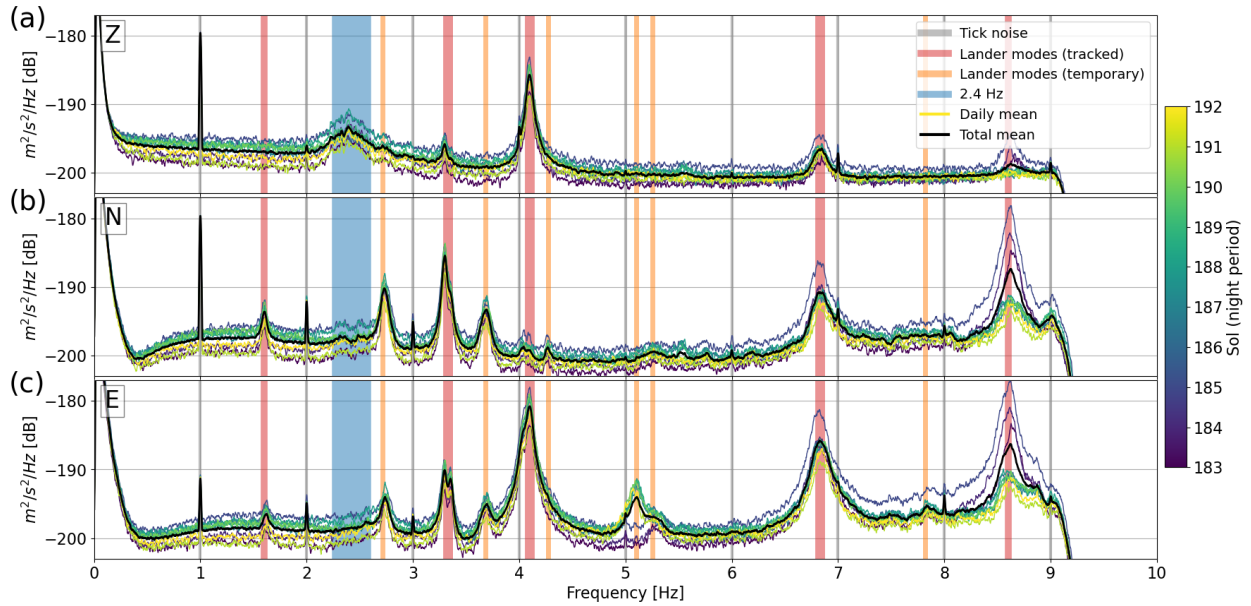 (a)
Z
m²/s²/Hz [dB]
−180
−190
−200
Tick noise
Lander modes (tracked)
Lander modes (temporary)
2.4 Hz
Daily mean
Total mean
(b)
N
m²/s²/Hz [dB]
−180
−190
−200
(c)
E
m²/s²/Hz [dB]
−180
−190
−200
0 1 2 3 4 5 6 7 8 9 10
Frequency [Hz]
192
191
190
189
188
187
186
185
184
183
Sol (night period)